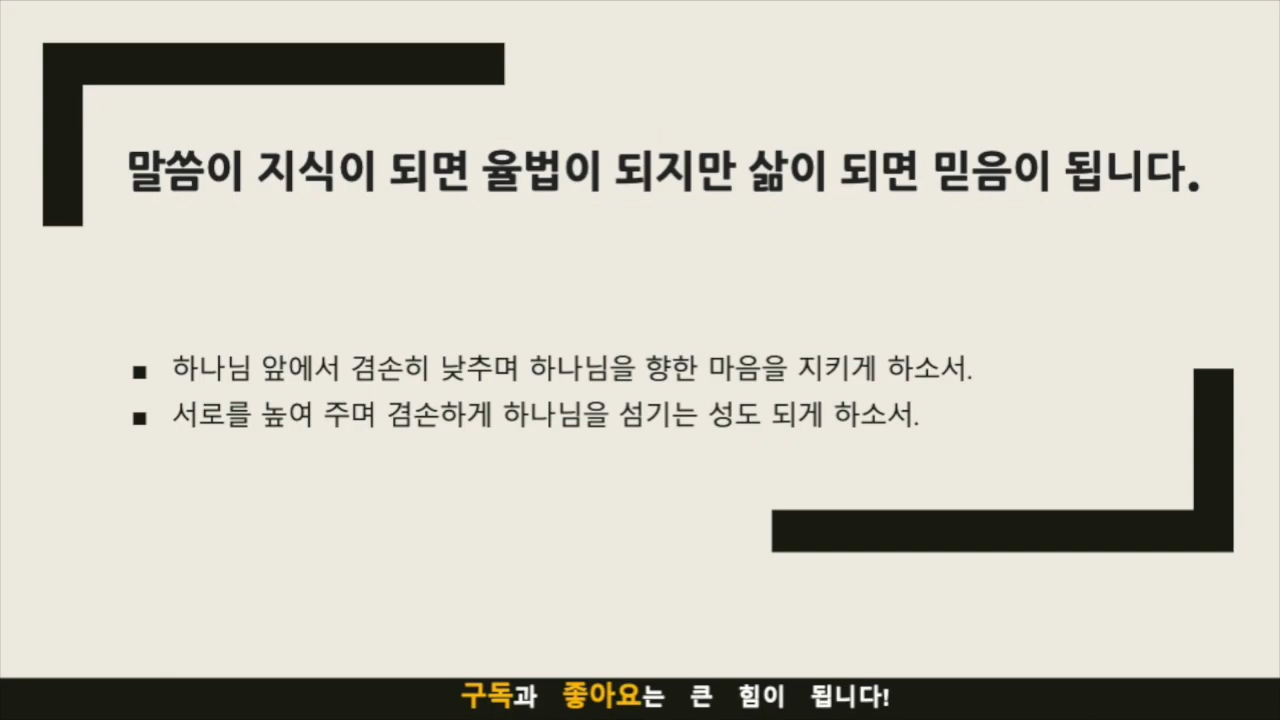 말씀이 지식이 되면 율법이 되지만 삶이 되면 믿음이 됩니다.
■ 하나님 앞에서 겸손히 낮추며 하나님을 향한 마음을 지키게 하소서.
■ 서로를 높여 주며 겸손하게 하나님을 섬기는 성도 되게 하소서.
구독과 좋아요는 큰 힘이 됩니다!